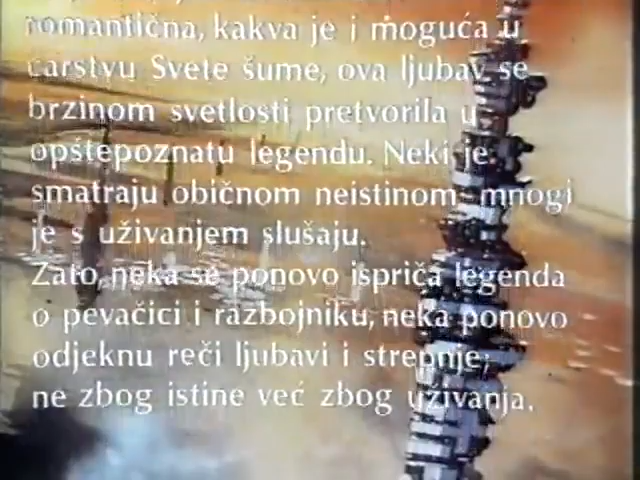 romantična, kakva je i moguća u
carstvu Svete šume, ova ljubav se
brzinom svetlosti pretvorila u
opštepoznatu legendu. Neki je
smatraju običnom neistinom mnogi
je s uživanjem slušaju.
Zato neka se ponovo ispriča legenda
o pevačici i razbojniku, neka ponovo
odjeknu reči ljubavi i strepnje;
ne zbog istine već zbog uživanja.